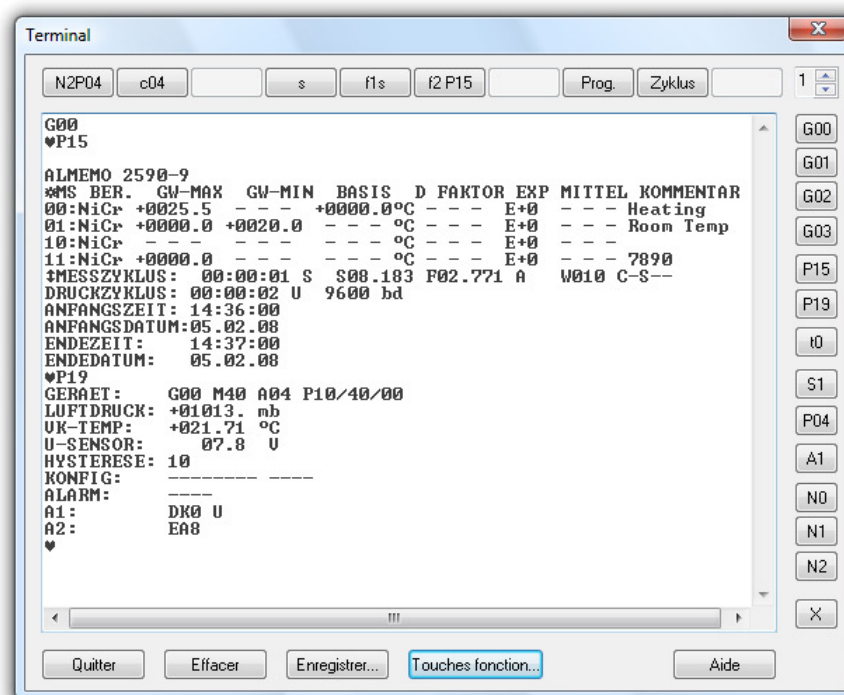 Terminal
X
N2P04 c04 s f1s f2 P15 Prog. Zyklus 1
G00
♥P15
ALMEMO 2590-9
*MS BER. GW-MAX GW-MIN BASIS D FAKTOR EXP MITTEL KOMMENTAR
00:NiCr +0025.5 - - - +0000.0ºC - - - E+0 - - - Heating
01:NiCr +0000.0 +0020.0 - - - ºC - - - E+0 - - - Room Temp
10:NiCr - - - - - - - - - ºC - - - E+0 - - -
11:NiCr +0000.0 - - - - - - ºC - - - E+0 - - - 7890
‡MESSZYKLUS: 00:00:01 S S08.183 F02.771 A W010 C-S--
DRUCKZYKLUS: 00:00:02 U 9600 bd
ANFANGSZEIT: 14:36:00
ANFANGSDATUM:05.02.08
ENDEZEIT: 14:37:00
ENDEDATUM: 05.02.08
♥P19
GERAET: G00 M40 A04 P10/40/00
LUFTDRUCK: +01013. mb
VK-TEMP: +021.71 ºC
U-SENSOR: 07.8 V
HYSTERESE: 10
KONFIG: -------- ----
ALARM: ----
A1: DK0 U
A2: EA8
♥
G00
G01
G02
G03
P15
P19
t0
S1
P04
A1
N0
N1
N2
X
Quitter Effacer Enregistrer... Touches fonction... Aide